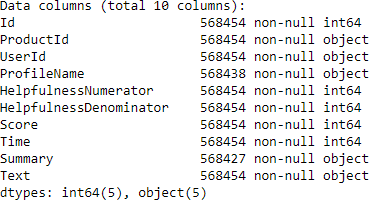 Data columns (total 10 columns):
Id 568454 non-null int64
ProductId 568454 non-null object
UserId 568454 non-null object
ProfileName 568438 non-null object
HelpfulnessNumerator 568454 non-null int64
HelpfulnessDenominator 568454 non-null int64
Score 568454 non-null int64
Time 568454 non-null int64
Summary 568427 non-null object
Text 568454 non-null object
dtypes: int64(5), object(5)